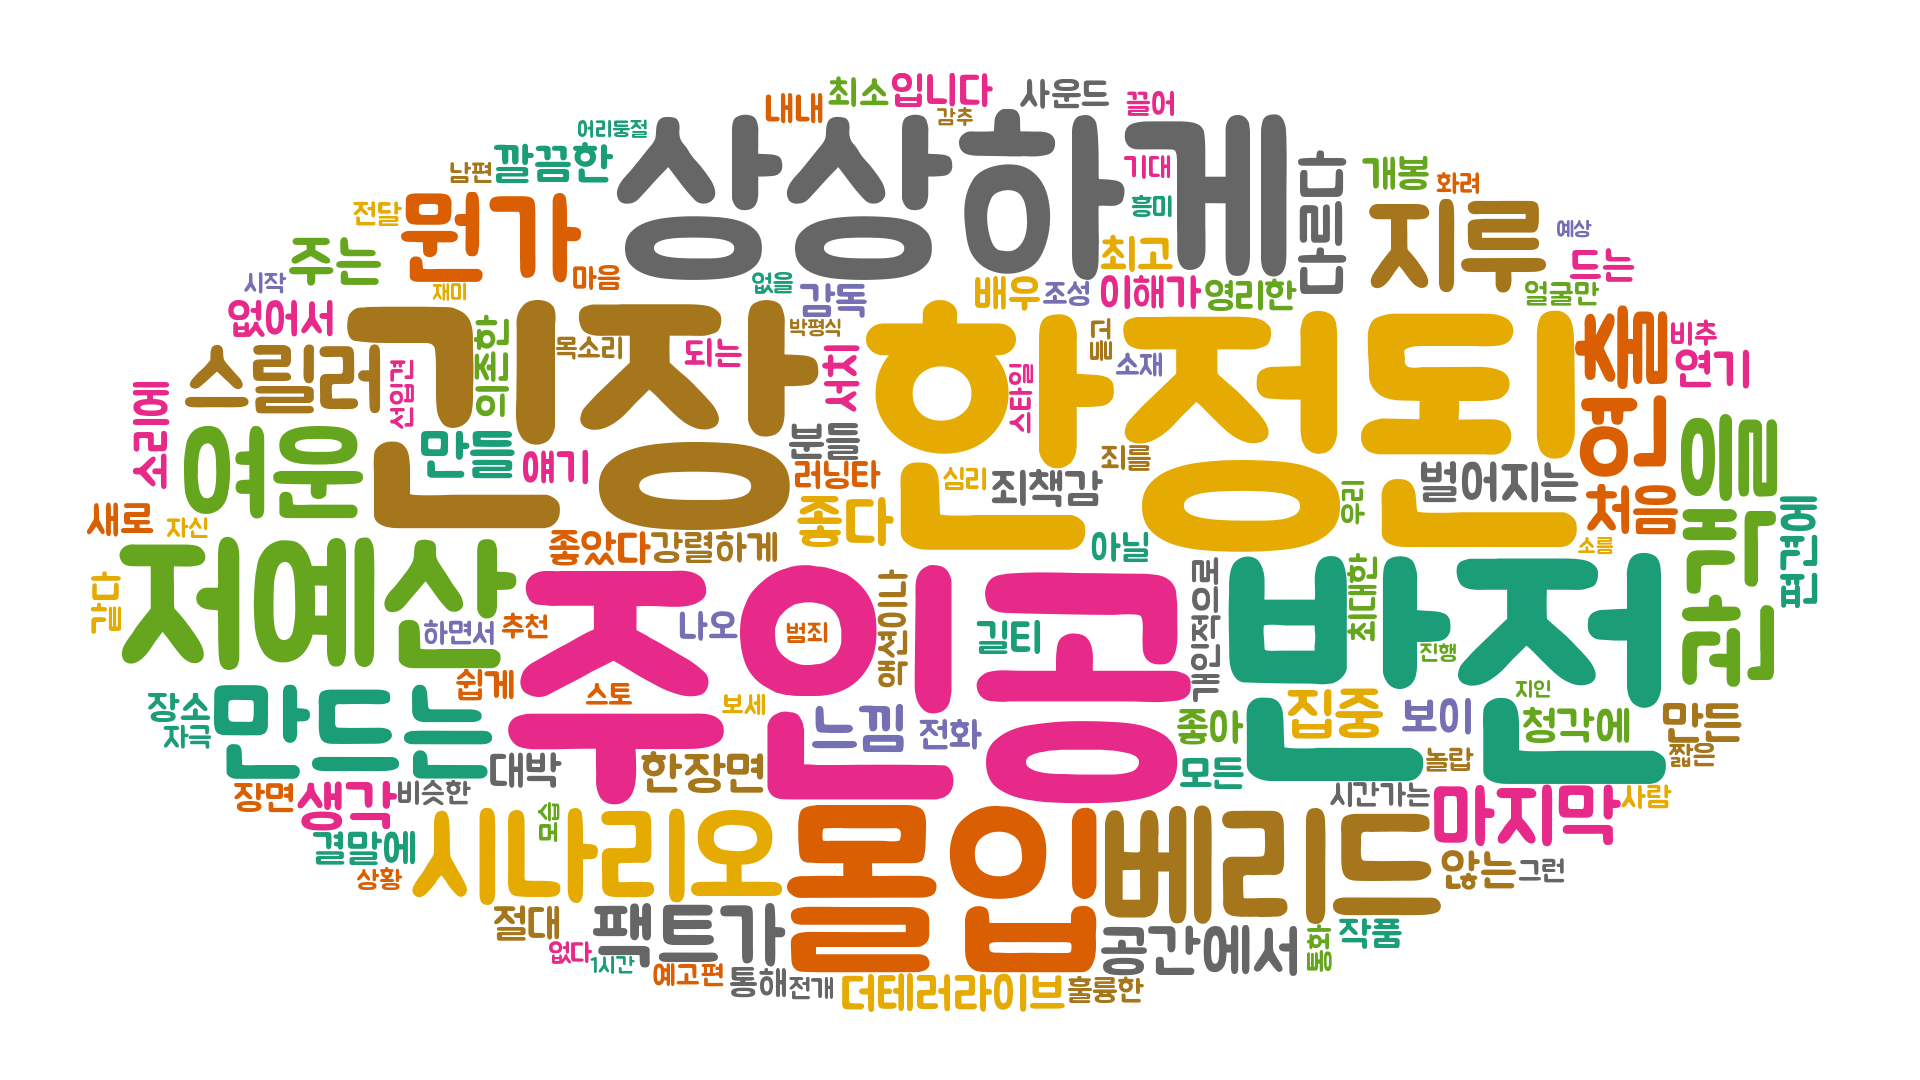 최소
입니다
사운드
내내
감추
끌어
어리둥절
상상하게
깔끔한
남편
기대
다른다
개봉
화려
전달
뭔가
흥미
지루
예상
주는
최고
드는
시작
재미
마음
없을
감독
배우
조성
이해가
영리한
얼굴만
없어서
박평식
긴장
한정된
연출
비추
스릴러
의존한
목소리
되는
서치
듣고
소재
연기
소리에
선입견
스타일
여운
만들
얘기
분들
러닝타
심리
죄책감
죄를
벌어지는
관객을
새로
자신
좋다
우리
처음
편견에
좋았다
강렬하게
아닐
소름
같다
저예산
주인공
반전
하면서
추천
나오
범죄
액션이나
길티
개인적으로
최대한
진행
쉽게
스토
보세
지인
장소
자극
만드는
느낌
전화
좋아
집중
보이
청각에
만든
대박
한장면
모든
놀랍
짧은
장면
생각
비슷한
시간가는
마지막
사람
결말에
시나리오
모습
몰입
베리드
상황
않는
그런
절대
팩트가
공간에서
통화
작품
없다
1시간
예고편
통해
전개
더테러라이브
훌륭한